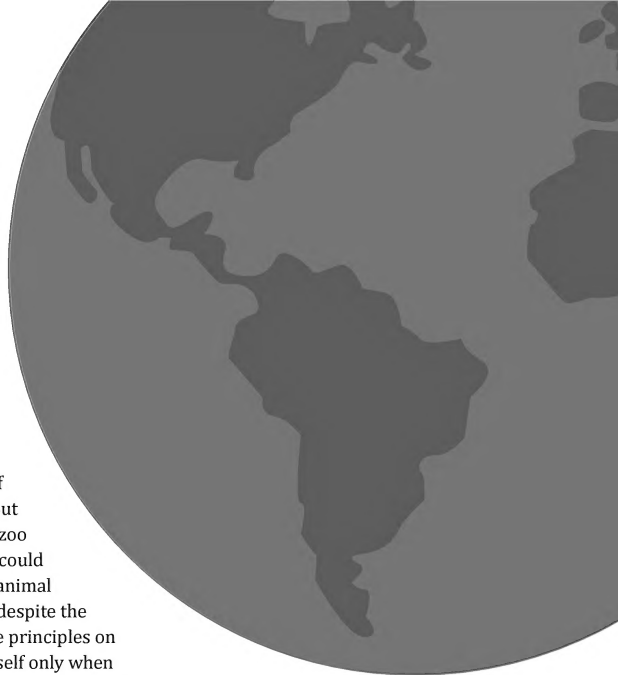 f
ut
zoo
could
animal
despite the
e principles on
self only when